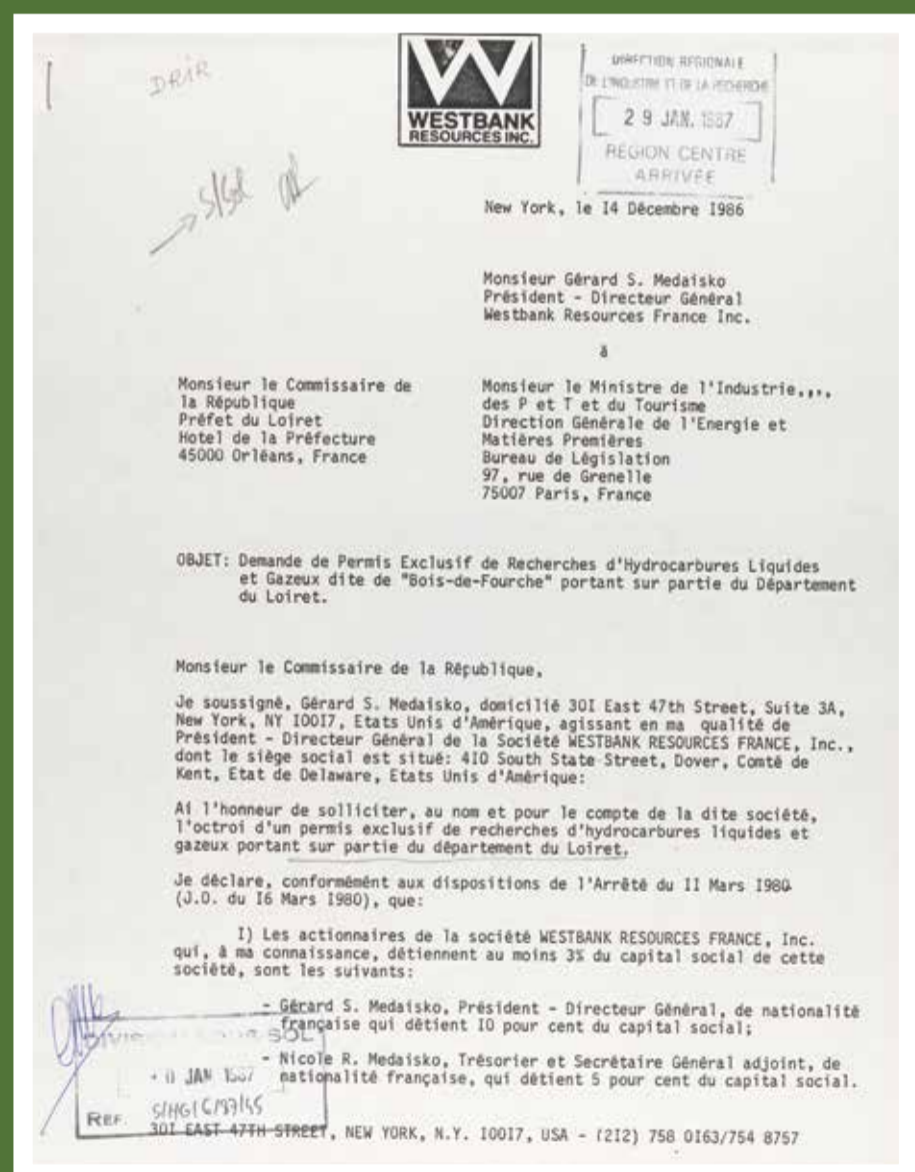 DRIR
WESTBANK
RESOURCES INC.
DIRECTION REGIONALE
DE L'INDUSTRIE ET DE LA RECHERCHE
29 JAN. 1987
REGION CENTRE
ARRIVÉE
New York, le I4 Décembre I986
Monsieur Gérard S. Medaisko
Président - Directeur Général
Westbank Resources France Inc.
à
Monsieur le Commissaire de
la République
Préfet du Loiret
Hotel de la Préfecture
45000 Orléans, France
Monsieur le Ministre de l'Industrie,,,,
des P et T et du Tourisme
Direction Générale de l'Energie et
Matières Premières
Bureau de Législation
97, rue de Grenelle
75007 Paris, France
OBJET: Demande de Permis Exclusif de Recherches d'Hydrocarbures Liquides
et Gazeux dite de "Bois-de-Fourche" portant sur partie du Département
du Loiret.
Monsieur le Commissaire de la République,
Je soussigné, Gérard S. Medaisko, domicilié 30I East 47th Street, Suite 3A,
New York, NY I00I7, Etats Unis d'Amérique, agissant en ma qualité de
Président - Directeur Général de la Société WESTBANK RESOURCES FRANCE, Inc.,
dont le siège social est situé: 4I0 South State Street, Dover, Comté de
Kent, Etat de Delaware, Etats Unis d'Amérique:
Ai l'honneur de solliciter, au nom et pour le compte de la dite société,
l'octroi d'un permis exclusif de recherches d'hydrocarbures liquides et
gazeux portant sur partie du département du Loiret.
Je déclare, conformémént aux dispositions de l'Arrêté du II Mars I980
(J.O. du I6 Mars I980), que:
I) Les actionnaires de la société WESTBANK RESOURCES FRANCE, Inc.
qui, à ma connaissance, détiennent au moins 3% du capital social de cette
société, sont les suivants:
- Gérard S. Medaisko, Président - Directeur Général, de nationalité
française qui détient I0 pour cent du capital social;
- Nicole R. Medaisko, Trésorier et Secrétaire Général adjoint, de
nationalité française, qui détient 5 pour cent du capital social.
SOL
JAN 1987
REF.
30I EAST 47TH STREET, NEW YORK, N.Y. I00I7, USA - (2I2) 758 0I63/754 8757